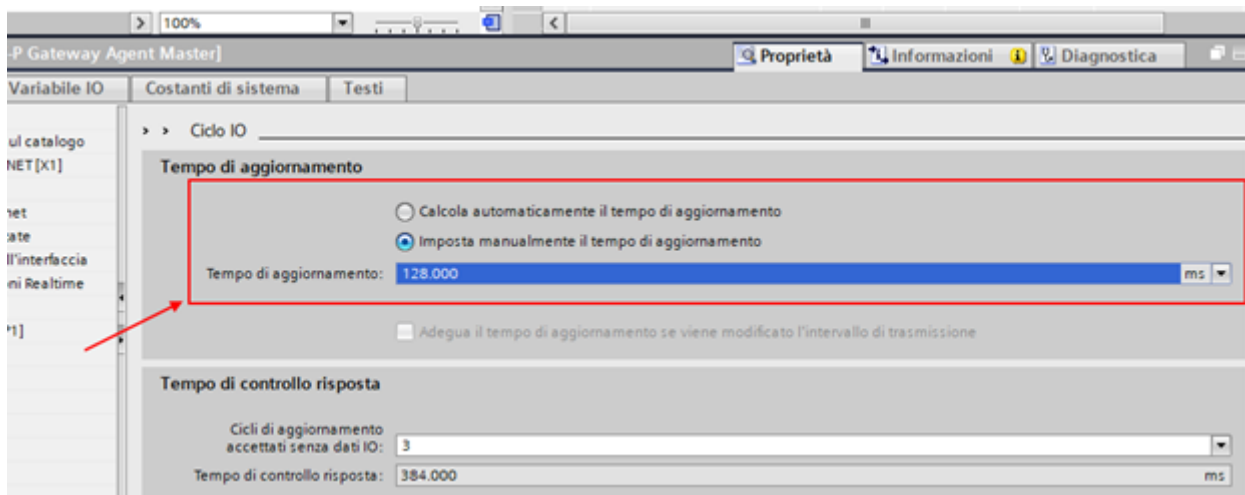 100%
-P Gateway Agent Master]
Proprietà
Informazioni
Diagnostica
Variabile IO
Costanti di sistema
Testi
ul catalogo
NET [X1]
net
ate
ll'interfaccia
ni Realtime
1]
> > Ciclo IO
Tempo di aggiornamento
Calcola automaticamente il tempo di aggiornamento
Imposta manualmente il tempo di aggiornamento
Tempo di aggiornamento: 128.000 ms
Adegua il tempo di aggiornamento se viene modificato l'intervallo di trasmissione
Tempo di controllo risposta
Cicli di aggiornamento
accettati senza dati IO: 3
Tempo di controllo risposta: 384.000 ms